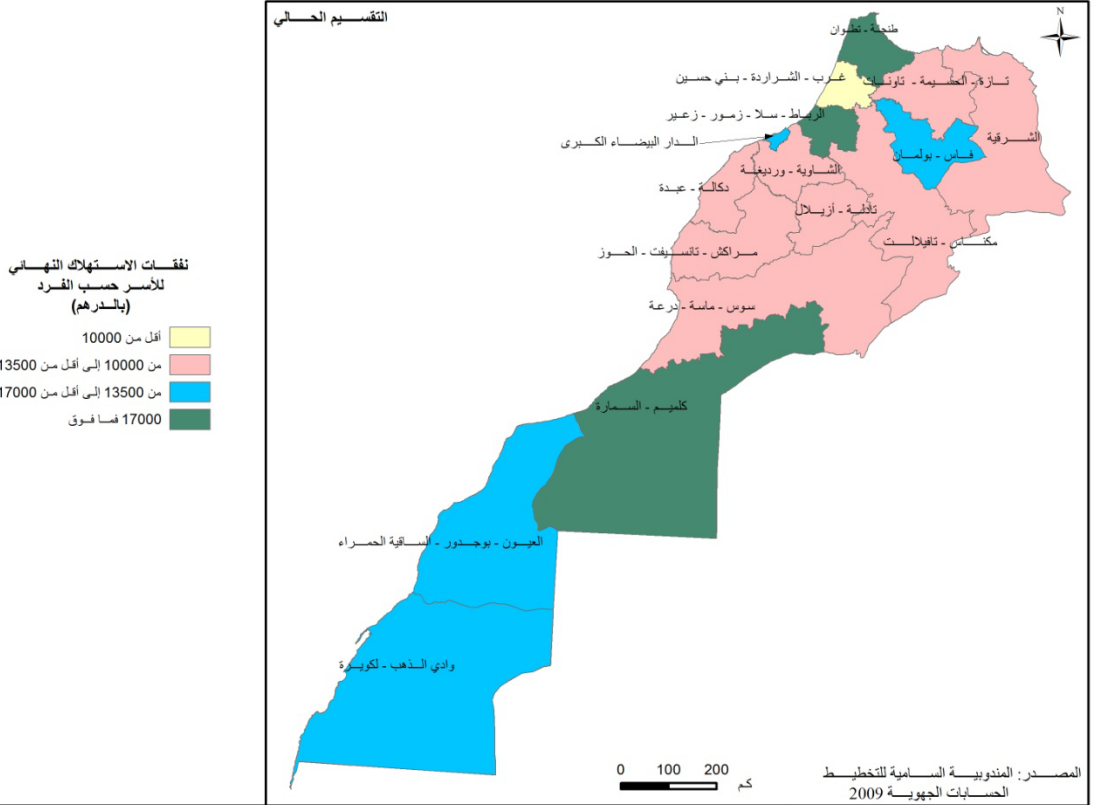 التقسيم الحالي
N
طنجة - تطوان
غرب - الشراردة - بني حسين
تازة - الحسيمة - تاونات
الرباط - سلا - زمور - زعير
الدار البيضاء الكبرى
الشرقية
فاس - بولمان
الشاوية - ورديغة
دكالة - عبدة
تادلة - أزيلال
مكناس - تافيلالت
مراكش - تانسيفت - الحوز
سوس - ماسة - درعة
كلميم - السمارة
العيون - بوجدور - الساقية الحمراء
وادي الذهب - لكويرة
نفقات الاستهلاك النهائي
للأسر حسب الفرد
(بالدرهم)
أقل من 10000
من 10000 إلى أقل من 13500
من 13500 إلى أقل من 17000
17000 فما فوق
0 100 200
كم
المصدر: المندوبية السامية للتخطيط
الحسابات الجهوية 2009